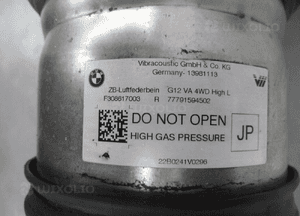 Vibracoustic GmbH & Co. KG
Germany- 13981113
ZB-Luftfederbein G12 VA 4WD High L
F308617003 R 77791594502
DO NOT OPEN
HIGH GAS PRESSURE
JP
22B0241V0266